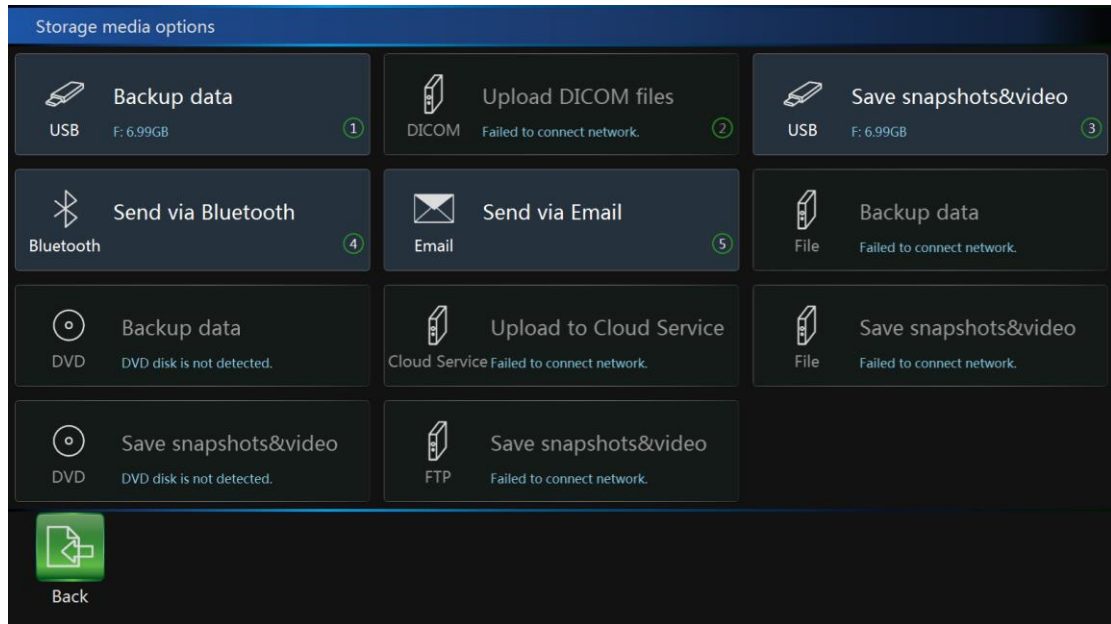 Storage media options
Backup data
USB
F: 6.99GB
1
Upload DICOM files
DICOM
Failed to connect network.
2
Save snapshots&video
USB
F: 6.99GB
3
Send via Bluetooth
Bluetooth
4
Send via Email
Email
5
Backup data
File
Failed to connect network.
Backup data
DVD
DVD disk is not detected.
Upload to Cloud Service
Cloud Service
Failed to connect network.
Save snapshots&video
File
Failed to connect network.
Save snapshots&video
DVD
DVD disk is not detected.
Save snapshots&video
FTP
Failed to connect network.
Back